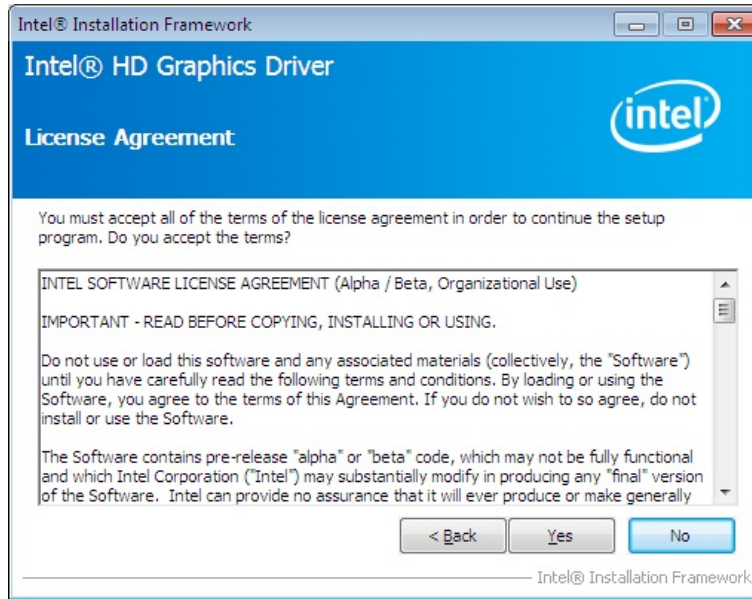 Intel® Installation Framework
Intel® HD Graphics Driver
intel
License Agreement
You must accept all of the terms of the license agreement in order to continue the setup
program. Do you accept the terms?
INTEL SOFTWARE LICENSE AGREEMENT (Alpha / Beta, Organizational Use)
IMPORTANT - READ BEFORE COPYING, INSTALLING OR USING.
Do not use or load this software and any associated materials (collectively, the "Software")
until you have carefully read the following terms and conditions. By loading or using the
Software, you agree to the terms of this Agreement. If you do not wish to so agree, do not
install or use the Software.
The Software contains pre-release "alpha" or "beta" code, which may not be fully functional
and which Intel Corporation ("Intel") may substantially modify in producing any "final" version
of the Software.  Intel can provide no assurance that it will ever produce or make generally
< Back
Yes
No
Intel® Installation Framework